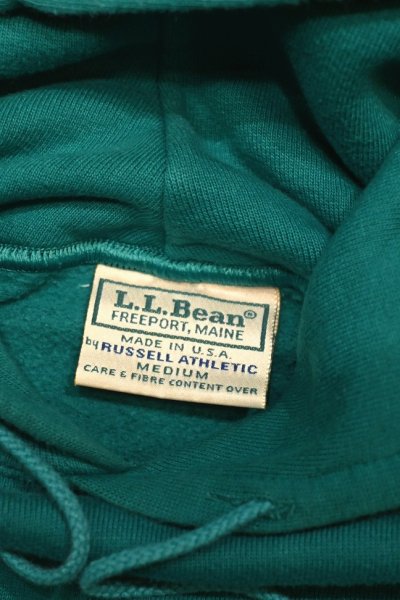 L.L.Bean®
FREEPORT, MAINE
MADE IN U.S.A.
by RUSSELL ATHLETIC
MEDIUM
CARE & FIBRE CONTENT OVER